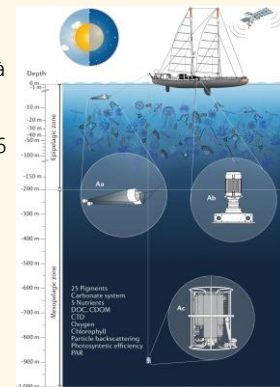 à
6
Depth
0 m
-1 m
-10 m
-20 m
-30 m
-40 m
-50 m
-100 m
-150 m
-200 m
-300 m
-400 m
-500 m
-600 m
-700 m
-800 m
-900 m
-1,000 m
Epipelagic zone
Mesopelagic zone
Aa
Ab
Ac
25 Pigments
Carbonate system
5 Nutrients
DOC, CDOM
CTD
Oxygen
Chlorophyll
Particle backscattering
Photosyntetic efficiency
PAR